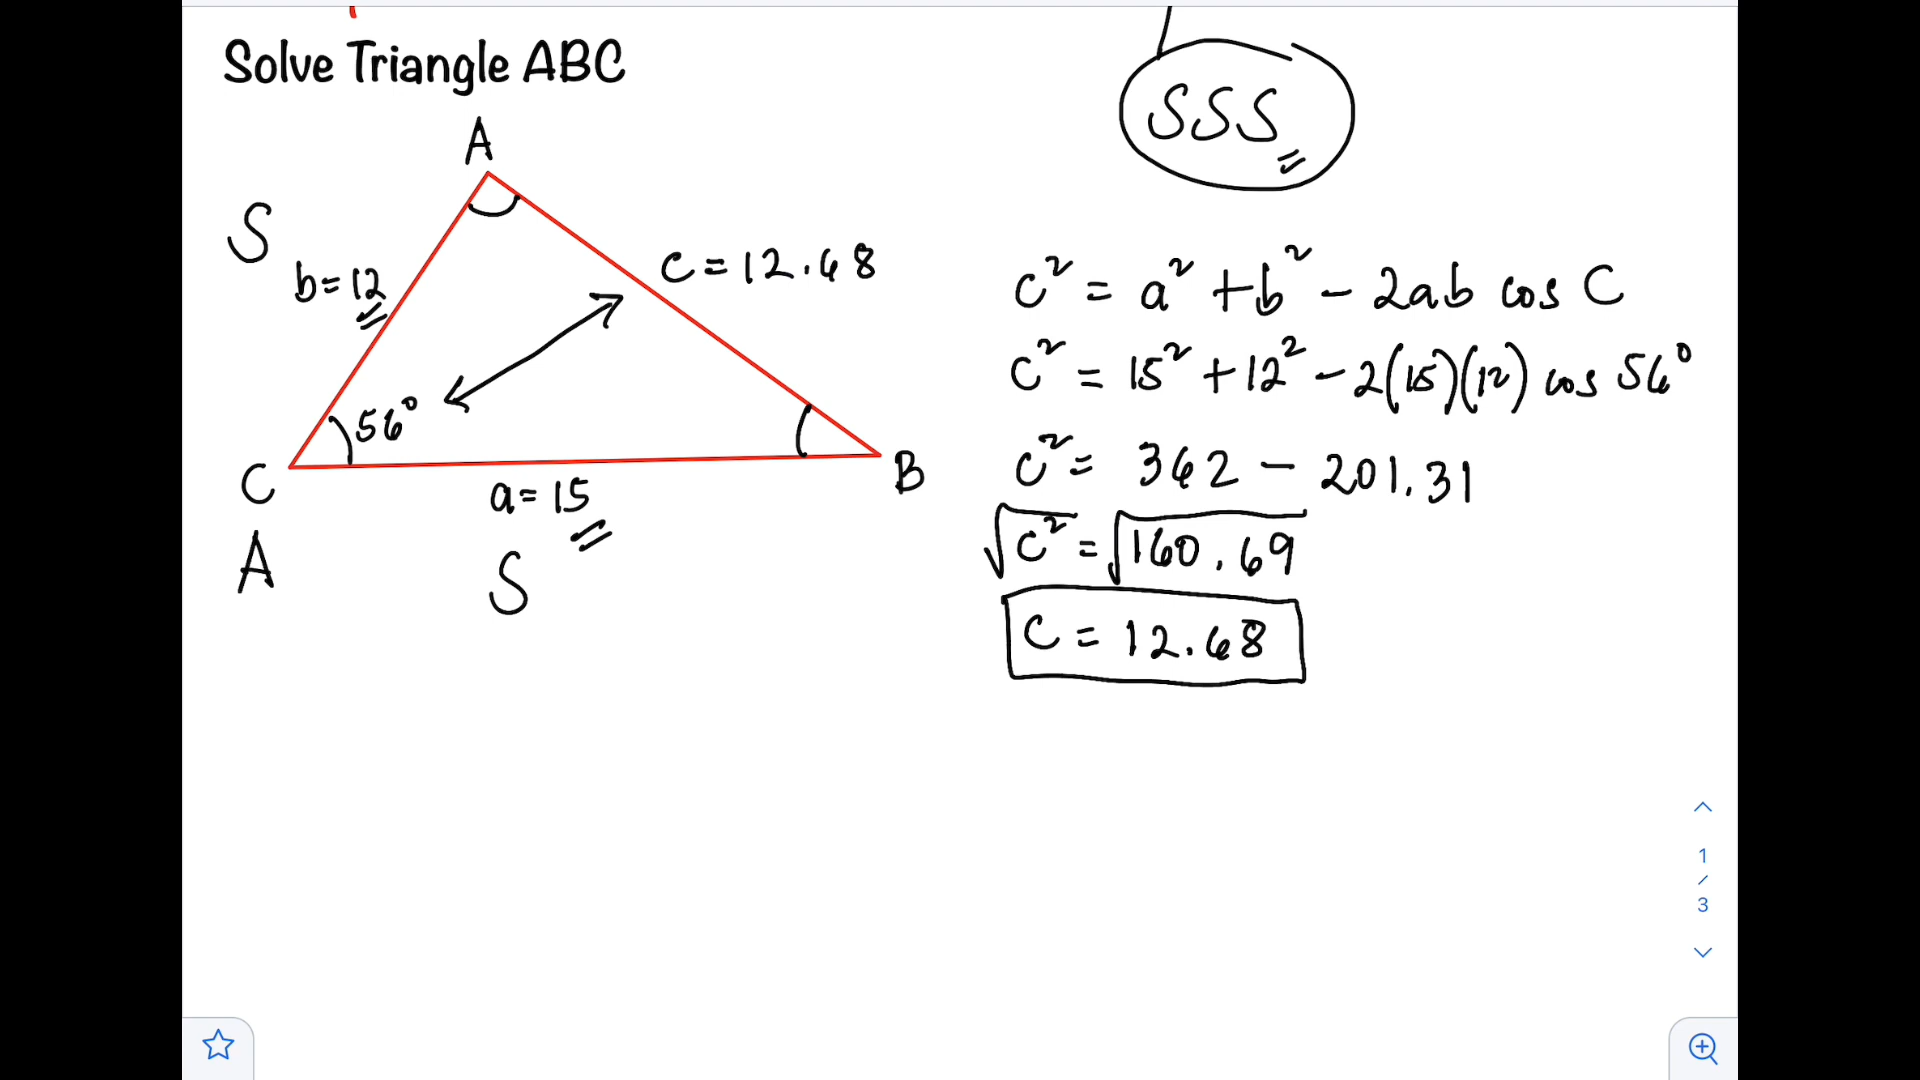 Solve Triangle ABC
SSS
A
S
b=12
c=12.68
56°
C
B
a=15
A
S
c² = a² + b² - 2ab cos C
c² = 15² + 12² - 2(15)(12) cos 56°
c² = 362 - 201.31
√c² = √160.69
c = 12.68
1
/
3